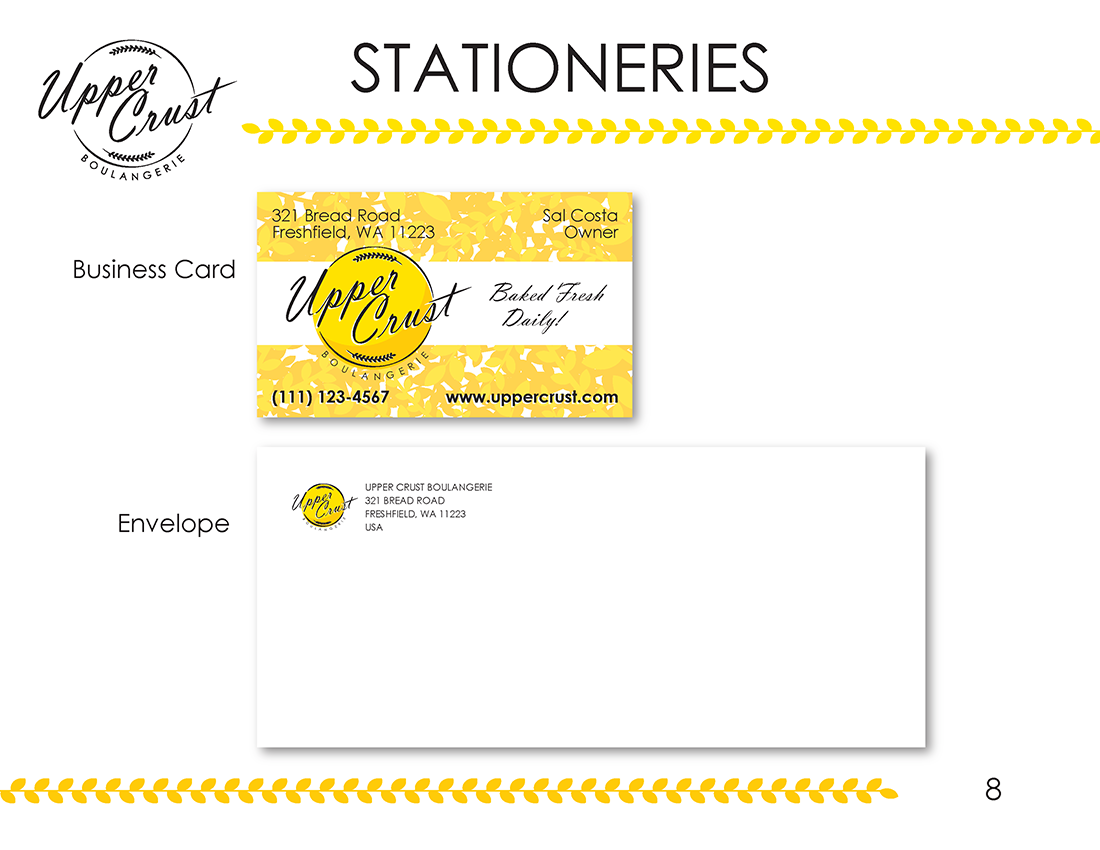 Upper
Crust
BOULANGERIE
STATIONERIES
Business Card
321 Bread Road
Freshfield, WA 11223
Sal Costa
Owner
Upper
Crust
BOULANGERIE
Baked Fresh
Daily!
(111) 123-4567
www.uppercrust.com
Envelope
Upper
Crust
BOULANGERIE
UPPER CRUST BOULANGERIE
321 BREAD ROAD
FRESHFIELD, WA 11223
USA
8